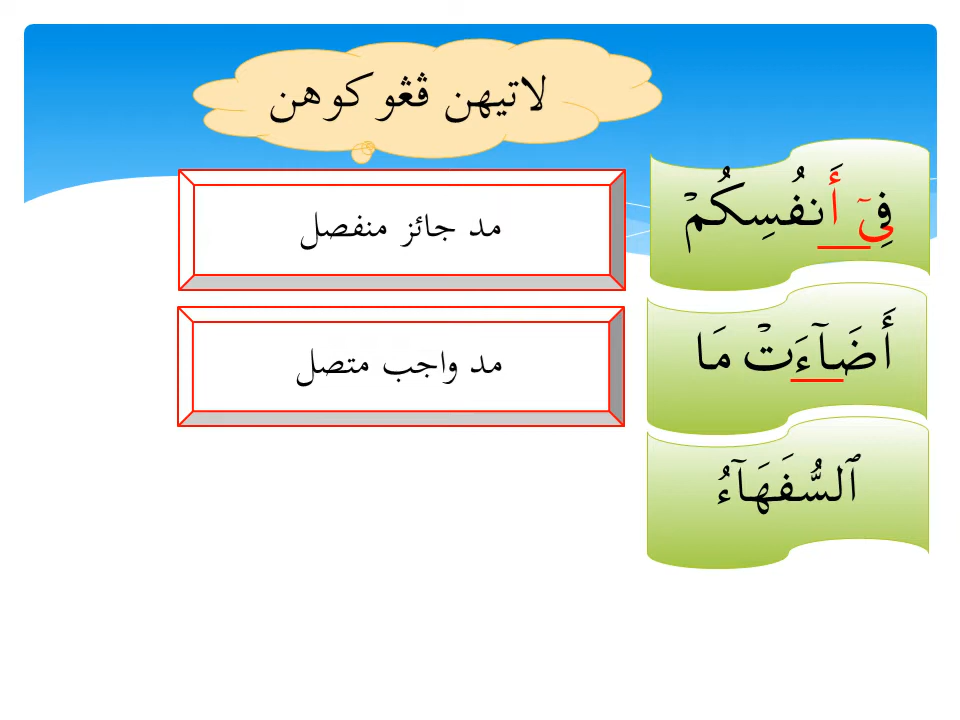 لاتيهن ڤڠوكوهن
فِىٓ أَنفُسِكُمْ
مد جائز منفصل
أَضَآءَتْ مَا
مد واجب متصل
ٱلسُّفَهَآءُ